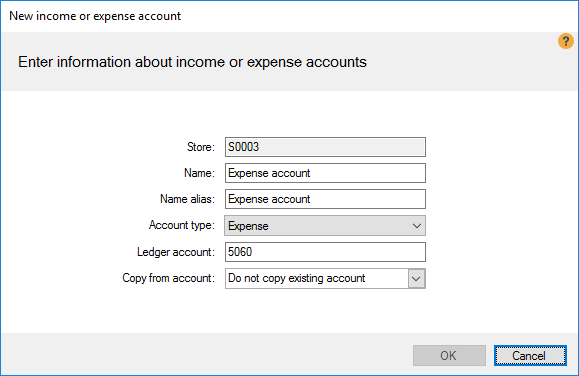 New income or expense account
?
Enter information about income or expense accounts
Store: S0003
Name: Expense account
Name alias: Expense account
Account type: Expense
Ledger account: 5060
Copy from account: Do not copy existing account
OK Cancel